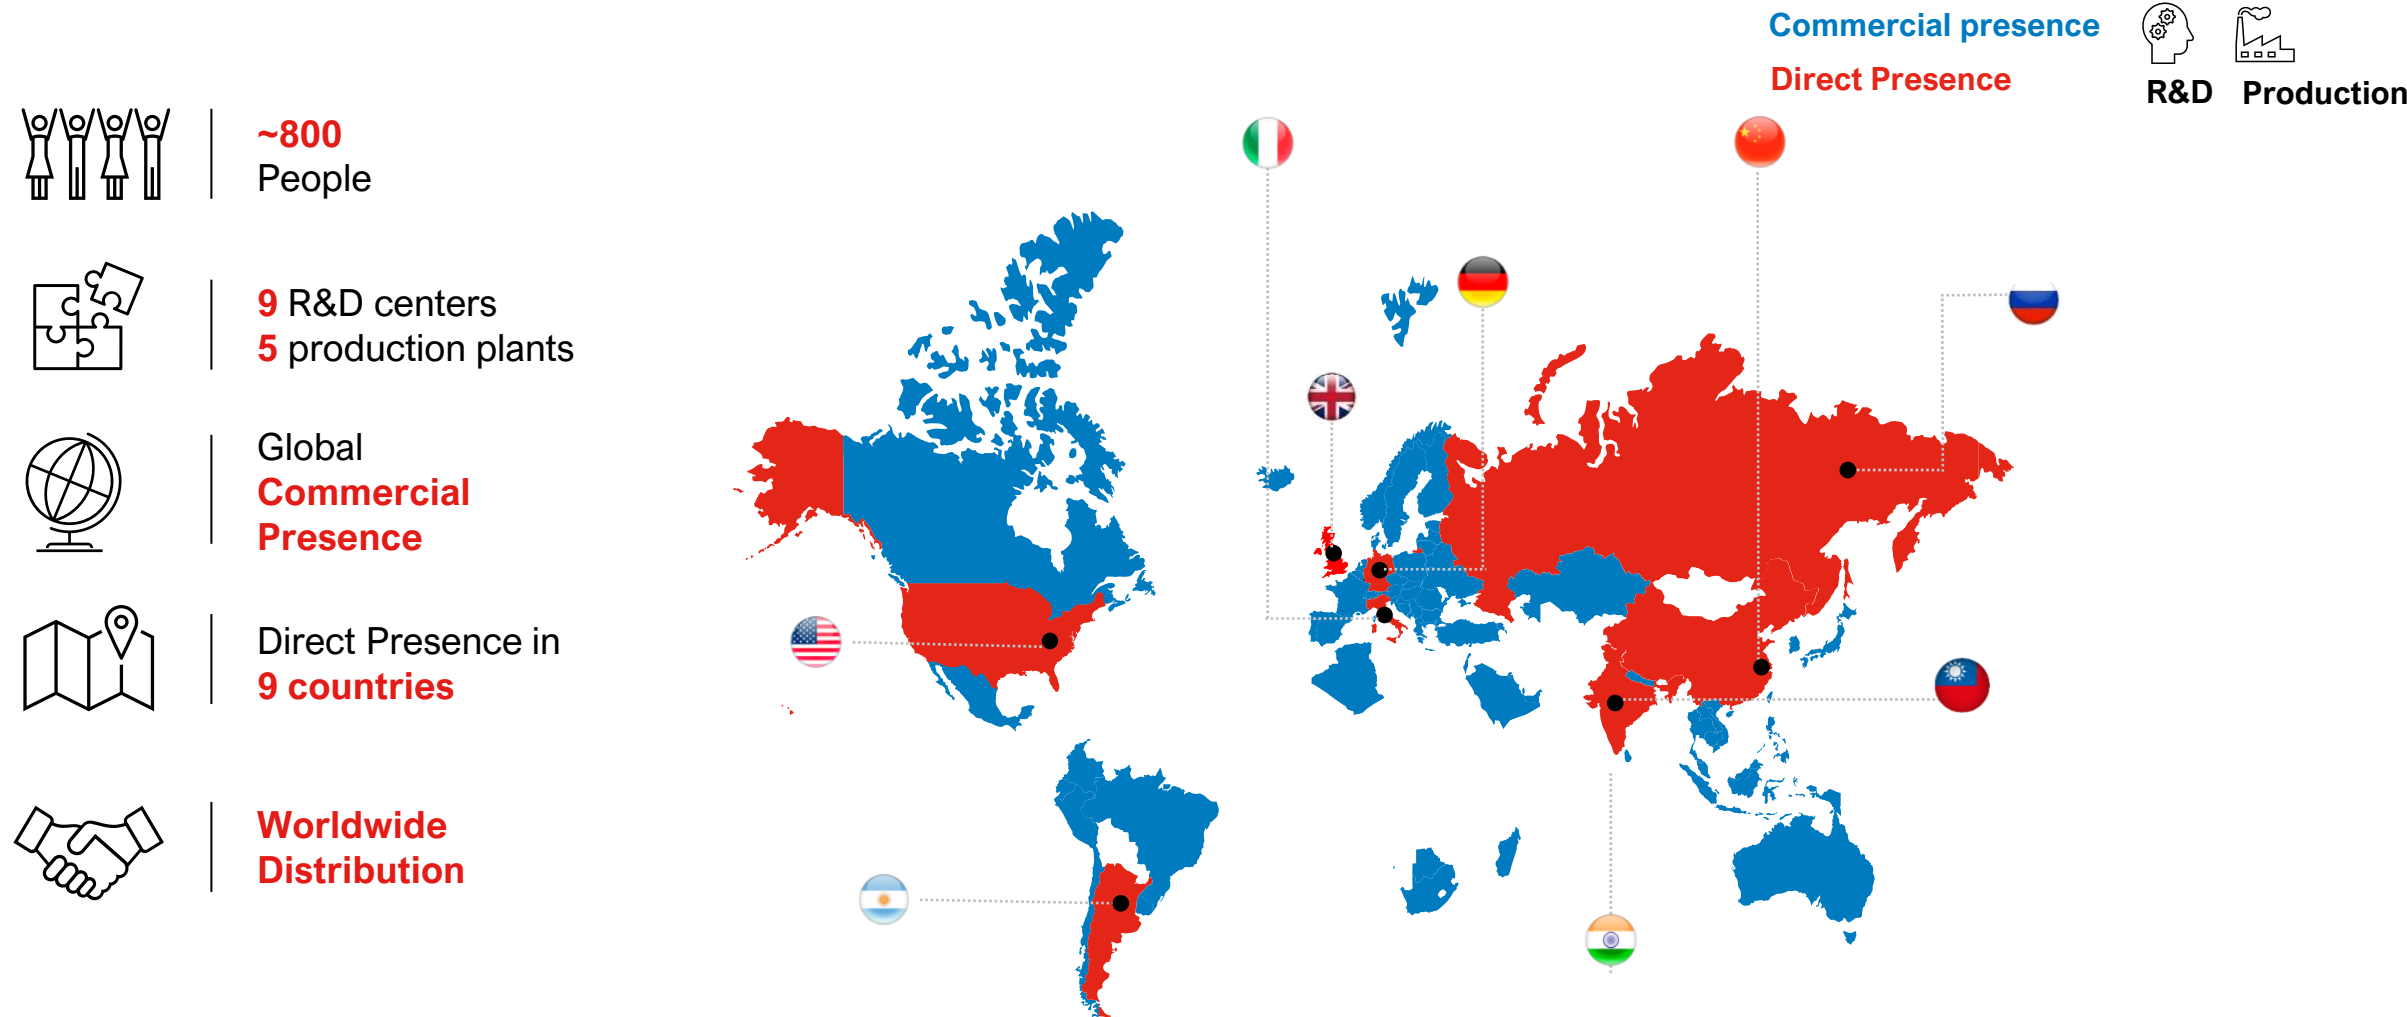 Commercial presence
Direct Presence
R&D
Production
~800
People
9 R&D centers
5 production plants
Global
Commercial
Presence
Direct Presence in
9 countries
Worldwide
Distribution